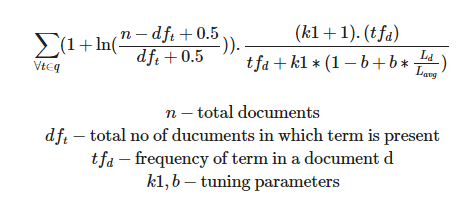 ∑_{∀t∈q} (1 + ln((n − df_t + 0.5) / (df_t + 0.5))). ((k1 + 1).(tf_d)) / (tf_d + k1 ∗ (1 − b + b ∗ L_d / L_avg))
n – total documents
df_t – total no of ducuments in which term is present
tf_d – frequency of term in a document d
k1, b – tuning parameters